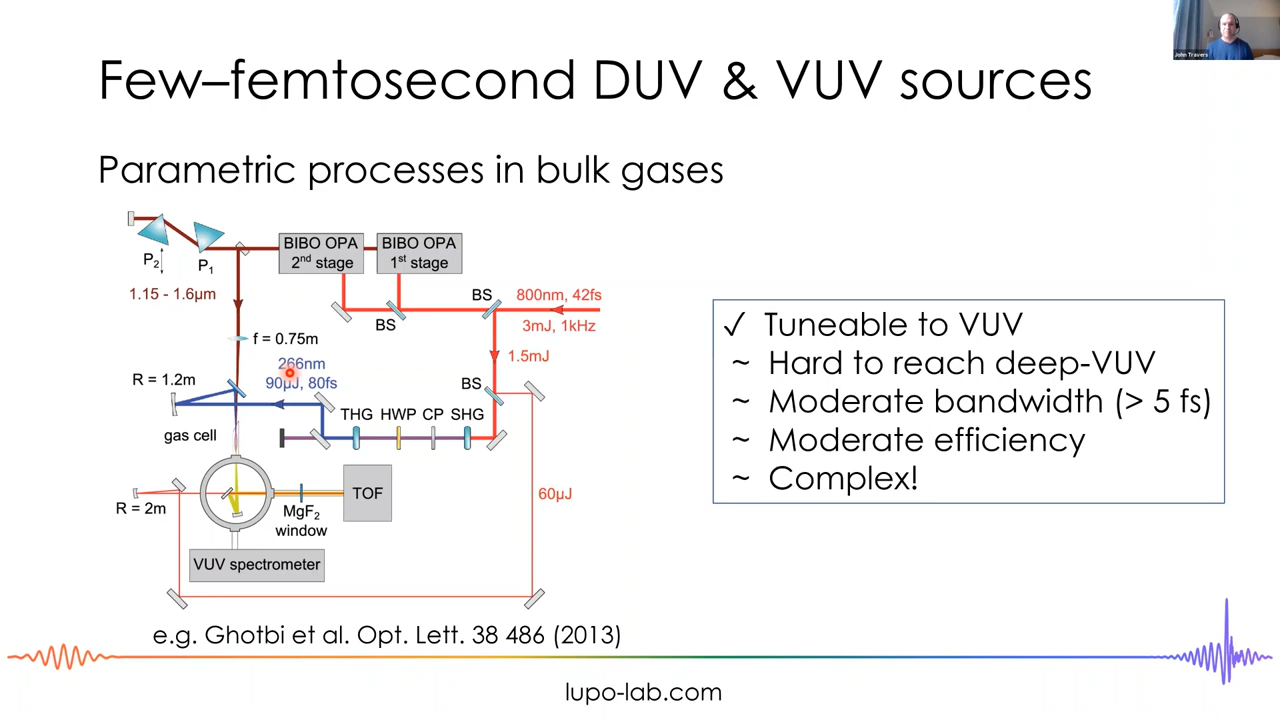 John Travers
Few–femtosecond DUV & VUV sources
Parametric processes in bulk gases
P2
P1
BIBO OPA
2nd stage
BIBO OPA
1st stage
1.15 - 1.6μm
BS
800nm, 42fs
BS
3mJ, 1kHz
f = 0.75m
1.5mJ
266nm
90μJ, 80fs
R = 1.2m
BS
THG
HWP
CP
SHG
gas cell
TOF
60μJ
R = 2m
MgF2
window
VUV spectrometer
✓ Tuneable to VUV
~ Hard to reach deep-VUV
~ Moderate bandwidth (> 5 fs)
~ Moderate efficiency
~ Complex!
e.g. Ghotbi et al. Opt. Lett. 38 486 (2013)
lupo-lab.com